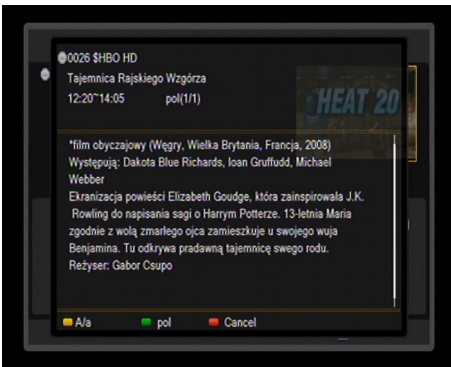 0026 $HBO HD
Tajemnica Rajskiego Wzgórza
12:20~14:05 pol(1/1)
HEAT 20
*film obyczajowy (Węgry, Wielka Brytania, Francja, 2008)
Występują: Dakota Blue Richards, Ioan Gruffudd, Michael
Webber
Ekranizacja powieści Elizabeth Goudge, która zainspirowała J.K.
Rowling do napisania sagi o Harrym Potterze. 13-letnia Maria
zgodnie z wolą zmarłego ojca zamieszkuje u swojego wuja
Benjamina. Tu odkrywa pradawną tajemnicę swego rodu.
Reżyser: Gabor Csupo
A/a pol Cancel